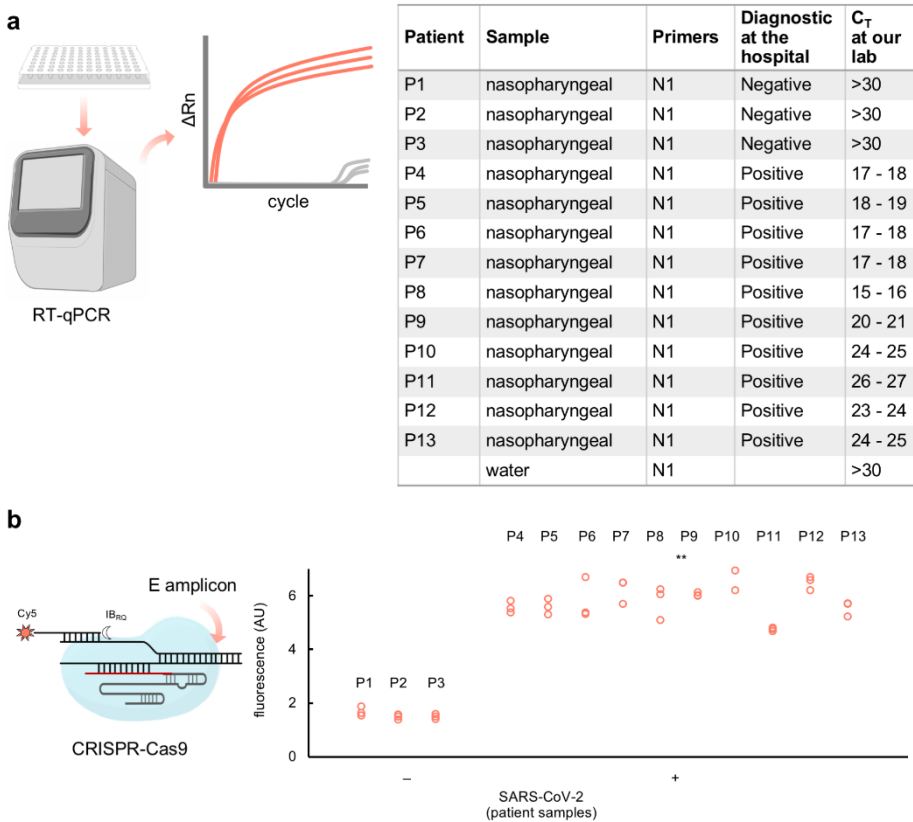 a
ΔRn
cycle
RT-qPCR
Patient Sample Primers Diagnostic at the hospital C_T at our lab
P1 nasopharyngeal N1 Negative >30
P2 nasopharyngeal N1 Negative >30
P3 nasopharyngeal N1 Negative >30
P4 nasopharyngeal N1 Positive 17 - 18
P5 nasopharyngeal N1 Positive 18 - 19
P6 nasopharyngeal N1 Positive 17 - 18
P7 nasopharyngeal N1 Positive 17 - 18
P8 nasopharyngeal N1 Positive 15 - 16
P9 nasopharyngeal N1 Positive 20 - 21
P10 nasopharyngeal N1 Positive 24 - 25
P11 nasopharyngeal N1 Positive 26 - 27
P12 nasopharyngeal N1 Positive 23 - 24
P13 nasopharyngeal N1 Positive 24 - 25
water N1 >30
b
E amplicon
Cy5
IB_RQ
CRISPR-Cas9
fluorescence (AU)
6
4
2
0
P1 P2 P3
P4 P5 P6 P7 P8 P9 P10 P11 P12 P13
**
– +
SARS-CoV-2
(patient samples)